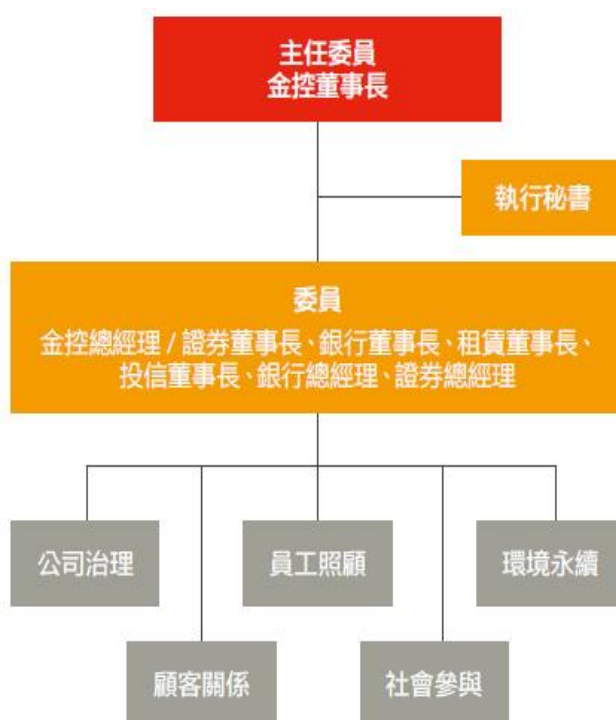 主任委員
金控董事長
執行秘書
委員
金控總經理 / 證券董事長、銀行董事長、租賃董事長、
投信董事長、銀行總經理、證券總經理
公司治理
員工照顧
環境永續
顧客關係
社會參與